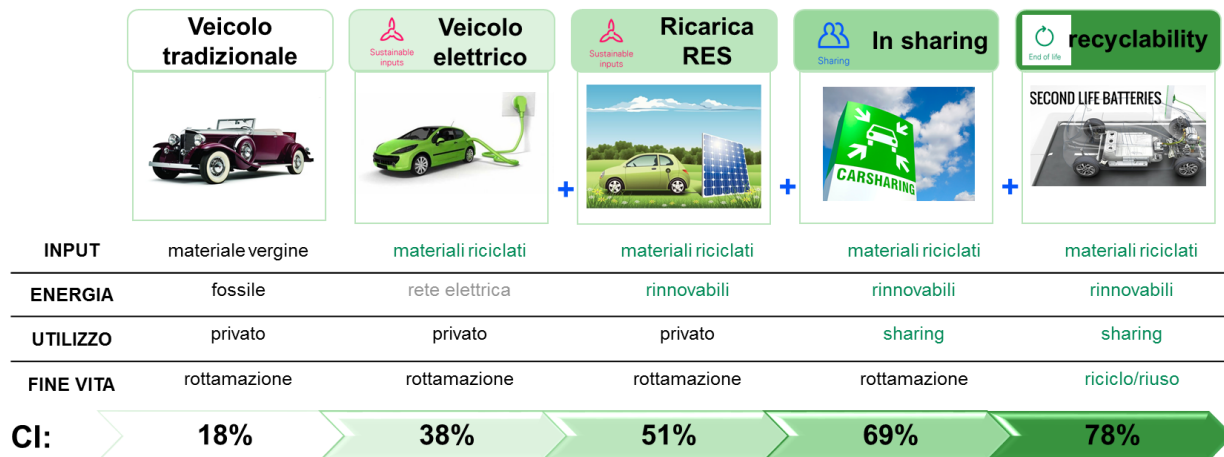 Veicolo
tradizionale
Sustainable
inputs
Veicolo
elettrico
Sustainable
inputs
Ricarica
RES
Sharing
In sharing
End of life
recyclability
CARSHARING
SECOND LIFE BATTERIES
+
+
+
INPUT materiale vergine materiali riciclati materiali riciclati materiali riciclati materiali riciclati
ENERGIA fossile rete elettrica rinnovabili rinnovabili rinnovabili
UTILIZZO privato privato privato sharing sharing
FINE VITA rottamazione rottamazione rottamazione rottamazione riciclo/riuso
CI: 18% 38% 51% 69% 78%